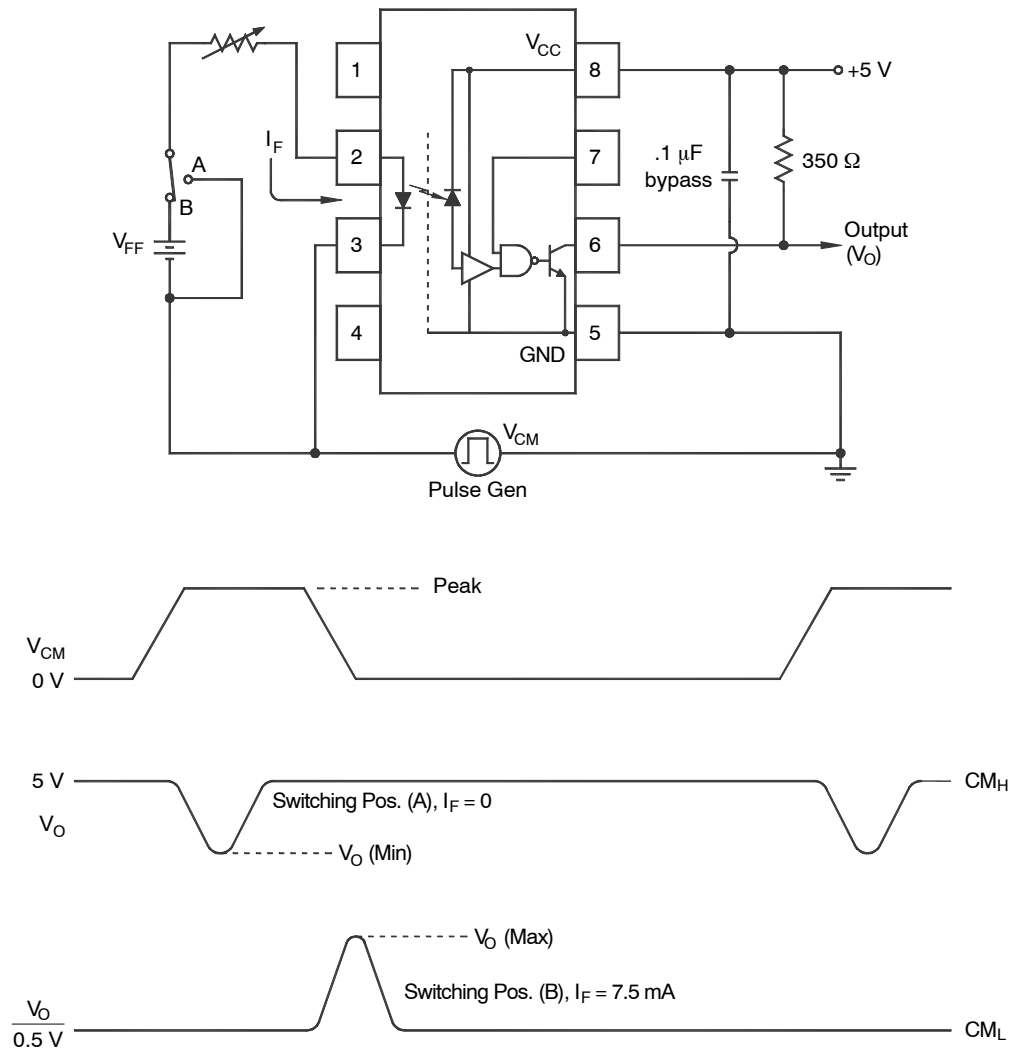 V_CC
1
8
+5 V
I_F
2
7
.1 μF
bypass
350 Ω
A
B
V_FF
3
6
Output
(V_O)
4
5
GND
V_CM
Pulse Gen
Peak
V_CM
0 V
5 V
CM_H
Switching Pos. (A), I_F = 0
V_O
V_O (Min)
V_O (Max)
Switching Pos. (B), I_F = 7.5 mA
V_O
0.5 V
CM_L